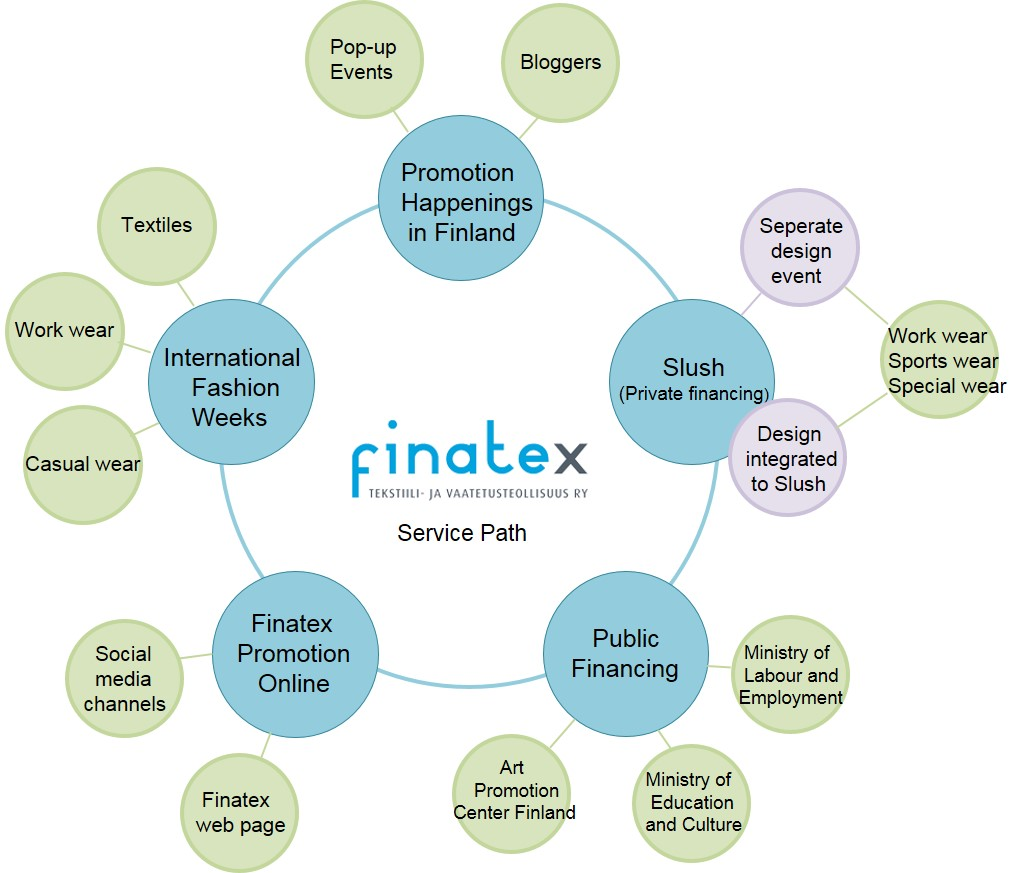 Pop-up
Events
Bloggers
Promotion
Happenings
in Finland
Textiles
Work wear
Casual wear
International
Fashion
Weeks
Seperate
design
event
Slush
(Private financing)
Work wear
Sports wear
Special wear
Design
integrated
to Slush
finatex
TEKSTIILI- JA VAATETUSTEOLLISUUS RY
Service Path
Finatex
Promotion
Online
Social
media
channels
Finatex
web page
Public
Financing
Ministry of
Labour and
Employment
Art
Promotion
Center Finland
Ministry of
Education
and Culture